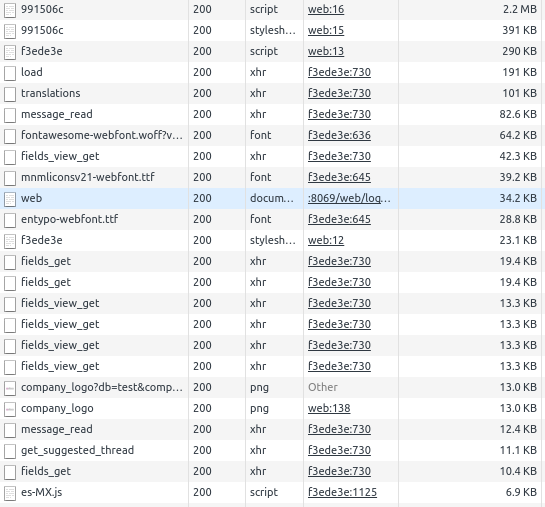 991506c 200 script web:16 2.2 MB
991506c 200 stylesh... web:15 391 KB
f3ede3e 200 script web:13 290 KB
load 200 xhr f3ede3e:730 191 KB
translations 200 xhr f3ede3e:730 101 KB
message_read 200 xhr f3ede3e:730 82.6 KB
fontawesome-webfont.woff?v... 200 font f3ede3e:636 64.2 KB
fields_view_get 200 xhr f3ede3e:730 42.3 KB
mnmliconsv21-webfont.ttf 200 font f3ede3e:645 39.2 KB
web 200 docum... :8069/web/log... 34.2 KB
entypo-webfont.ttf 200 font f3ede3e:645 28.8 KB
f3ede3e 200 stylesh... web:12 23.1 KB
fields_get 200 xhr f3ede3e:730 19.4 KB
fields_get 200 xhr f3ede3e:730 19.4 KB
fields_view_get 200 xhr f3ede3e:730 13.3 KB
fields_view_get 200 xhr f3ede3e:730 13.3 KB
fields_view_get 200 xhr f3ede3e:730 13.3 KB
fields_view_get 200 xhr f3ede3e:730 13.3 KB
company_logo?db=test&comp... 200 png Other 13.0 KB
company_logo 200 png web:138 13.0 KB
message_read 200 xhr f3ede3e:730 12.4 KB
get_suggested_thread 200 xhr f3ede3e:730 11.1 KB
fields_get 200 xhr f3ede3e:730 10.4 KB
es-MX.js 200 script f3ede3e:1125 6.9 KB